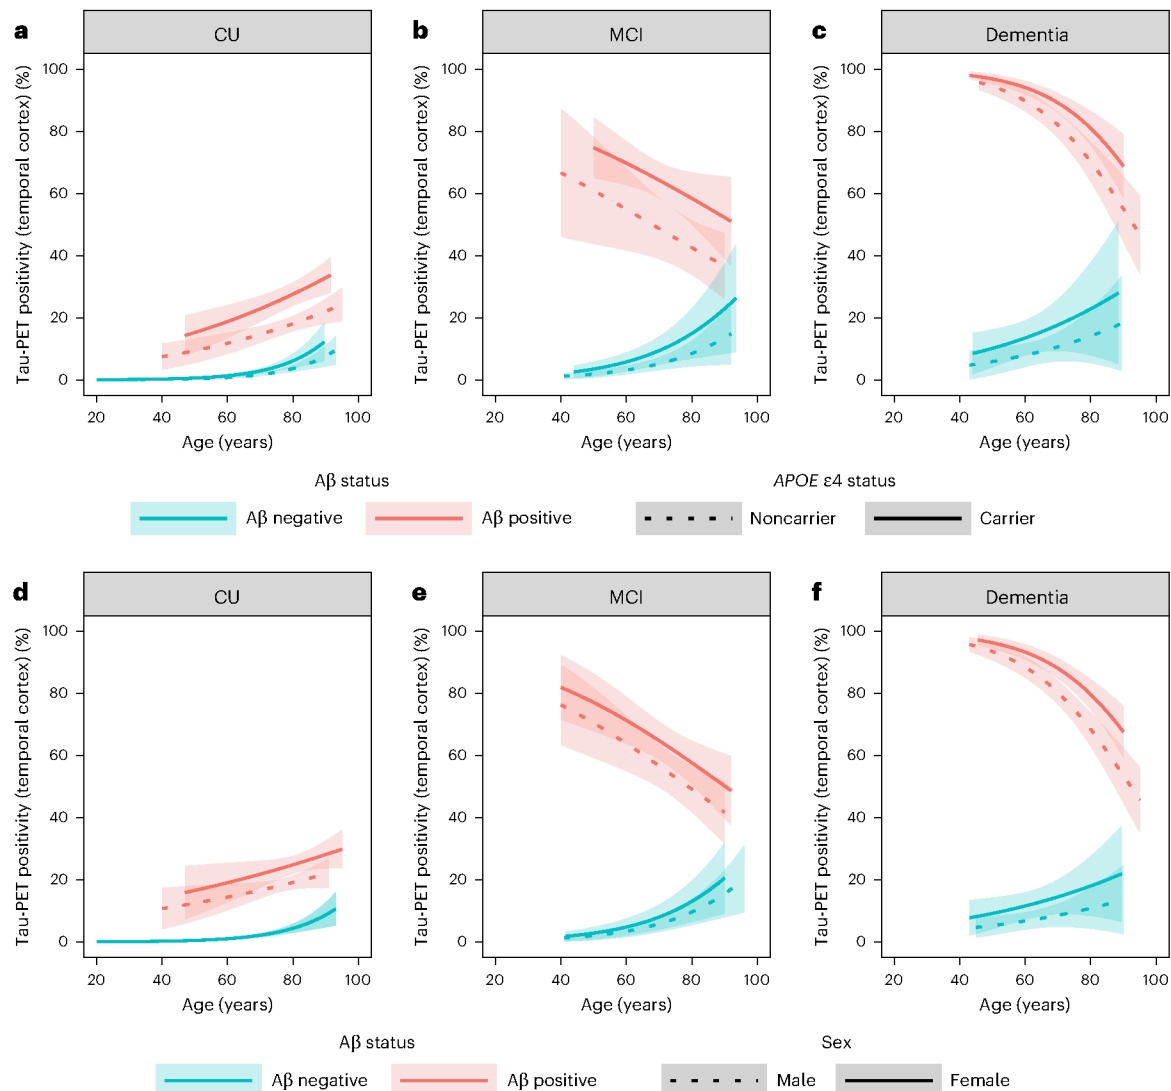 a b c
CU MCI Dementia
Tau-PET positivity (temporal cortex) (%)
100
80
60
40
20
0
20 40 60 80 100
Age (years)
Tau-PET positivity (temporal cortex) (%)
100
80
60
40
20
0
20 40 60 80 100
Age (years)
Tau-PET positivity (temporal cortex) (%)
100
80
60
40
20
0
20 40 60 80 100
Age (years)
Aβ status APOE ε4 status
Aβ negative Aβ positive Noncarrier Carrier
d e f
CU MCI Dementia
Tau-PET positivity (temporal cortex) (%)
100
80
60
40
20
0
20 40 60 80 100
Age (years)
Tau-PET positivity (temporal cortex) (%)
100
80
60
40
20
0
20 40 60 80 100
Age (years)
Tau-PET positivity (temporal cortex) (%)
100
80
60
40
20
0
20 40 60 80 100
Age (years)
Aβ status Sex
Aβ negative Aβ positive Male Female